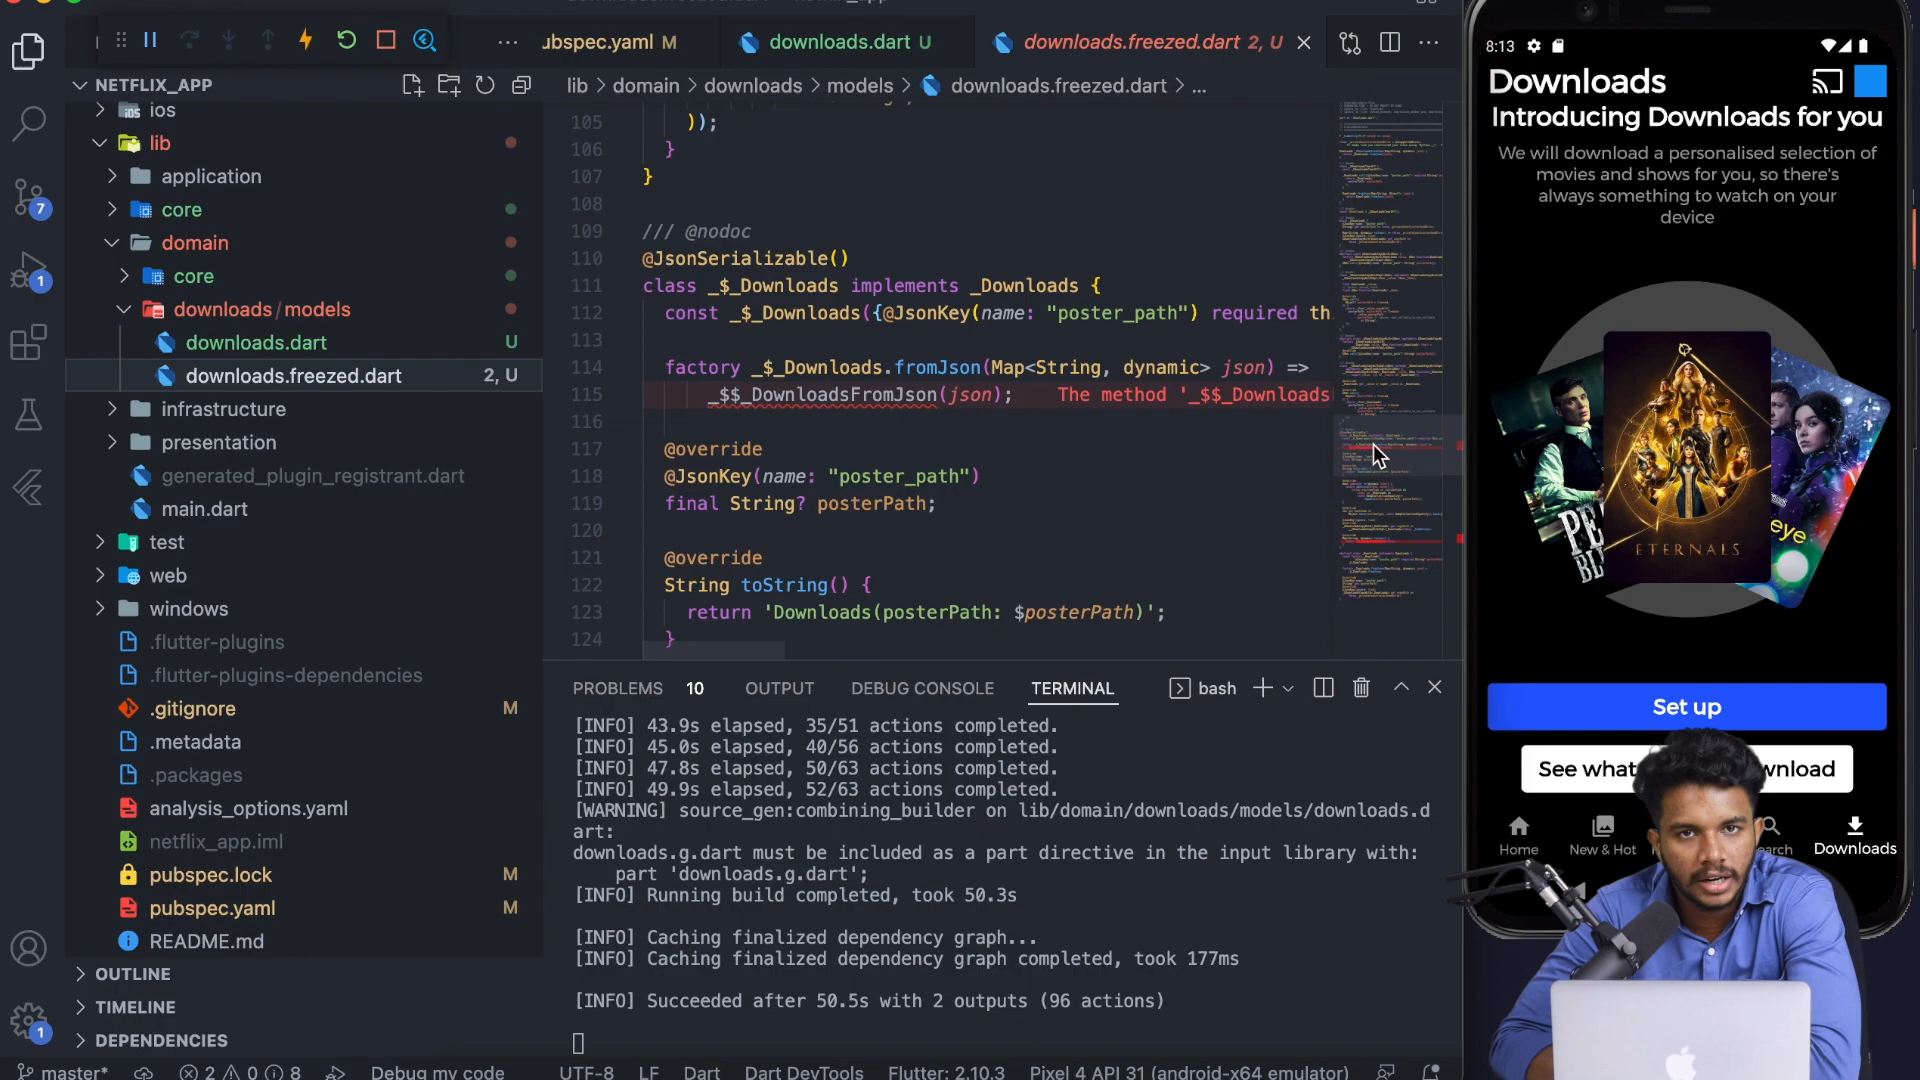 ubspec.yaml M
downloads.dart U
downloads.freezed.dart 2, U
NETFLIX_APP
lib > domain > downloads > models > downloads.freezed.dart > ...
ios
lib
application
core
domain
core
downloads / models
downloads.dart U
downloads.freezed.dart 2, U
infrastructure
presentation
generated_plugin_registrant.dart
main.dart
test
web
windows
.flutter-plugins
.flutter-plugins-dependencies
.gitignore M
.metadata
.packages
analysis_options.yaml
netflix_app.iml
pubspec.lock M
pubspec.yaml M
README.md
OUTLINE
TIMELINE
DEPENDENCIES
7
1
1
105 ));
106 }
107 }
108
109 /// @nodoc
110 @JsonSerializable()
111 class _$_Downloads implements _Downloads {
112 const _$_Downloads({@JsonKey(name: "poster_path") required th
113
114 factory _$_Downloads.fromJson(Map<String, dynamic> json) =>
115 _$$_DownloadsFromJson(json); The method '_$$_Downloads
116
117 @override
118 @JsonKey(name: "poster_path")
119 final String? posterPath;
120
121 @override
122 String toString() {
123 return 'Downloads(posterPath: $posterPath)';
124 }
PROBLEMS 10 OUTPUT DEBUG CONSOLE TERMINAL bash
[INFO] 43.9s elapsed, 35/51 actions completed.
[INFO] 45.0s elapsed, 40/56 actions completed.
[INFO] 47.8s elapsed, 50/63 actions completed.
[INFO] 49.9s elapsed, 52/63 actions completed.
[WARNING] source_gen:combining_builder on lib/domain/downloads/models/downloads.d
art:
downloads.g.dart must be included as a part directive in the input library with:
part 'downloads.g.dart';
[INFO] Running build completed, took 50.3s
[INFO] Caching finalized dependency graph...
[INFO] Caching finalized dependency graph completed, took 177ms
[INFO] Succeeded after 50.5s with 2 outputs (96 actions)
master* 2 0 8 Debug my code UTF-8 LF Dart Dart DevTools Flutter: 2.10.3 Pixel 4 API 31 (android-x64 emulator)
8:13
Downloads
Introducing Downloads for you
We will download a personalised selection of
movies and shows for you, so there's
always something to watch on your
device
ETERNALS
Set up
See what wnload
Home New & Hot Downloads